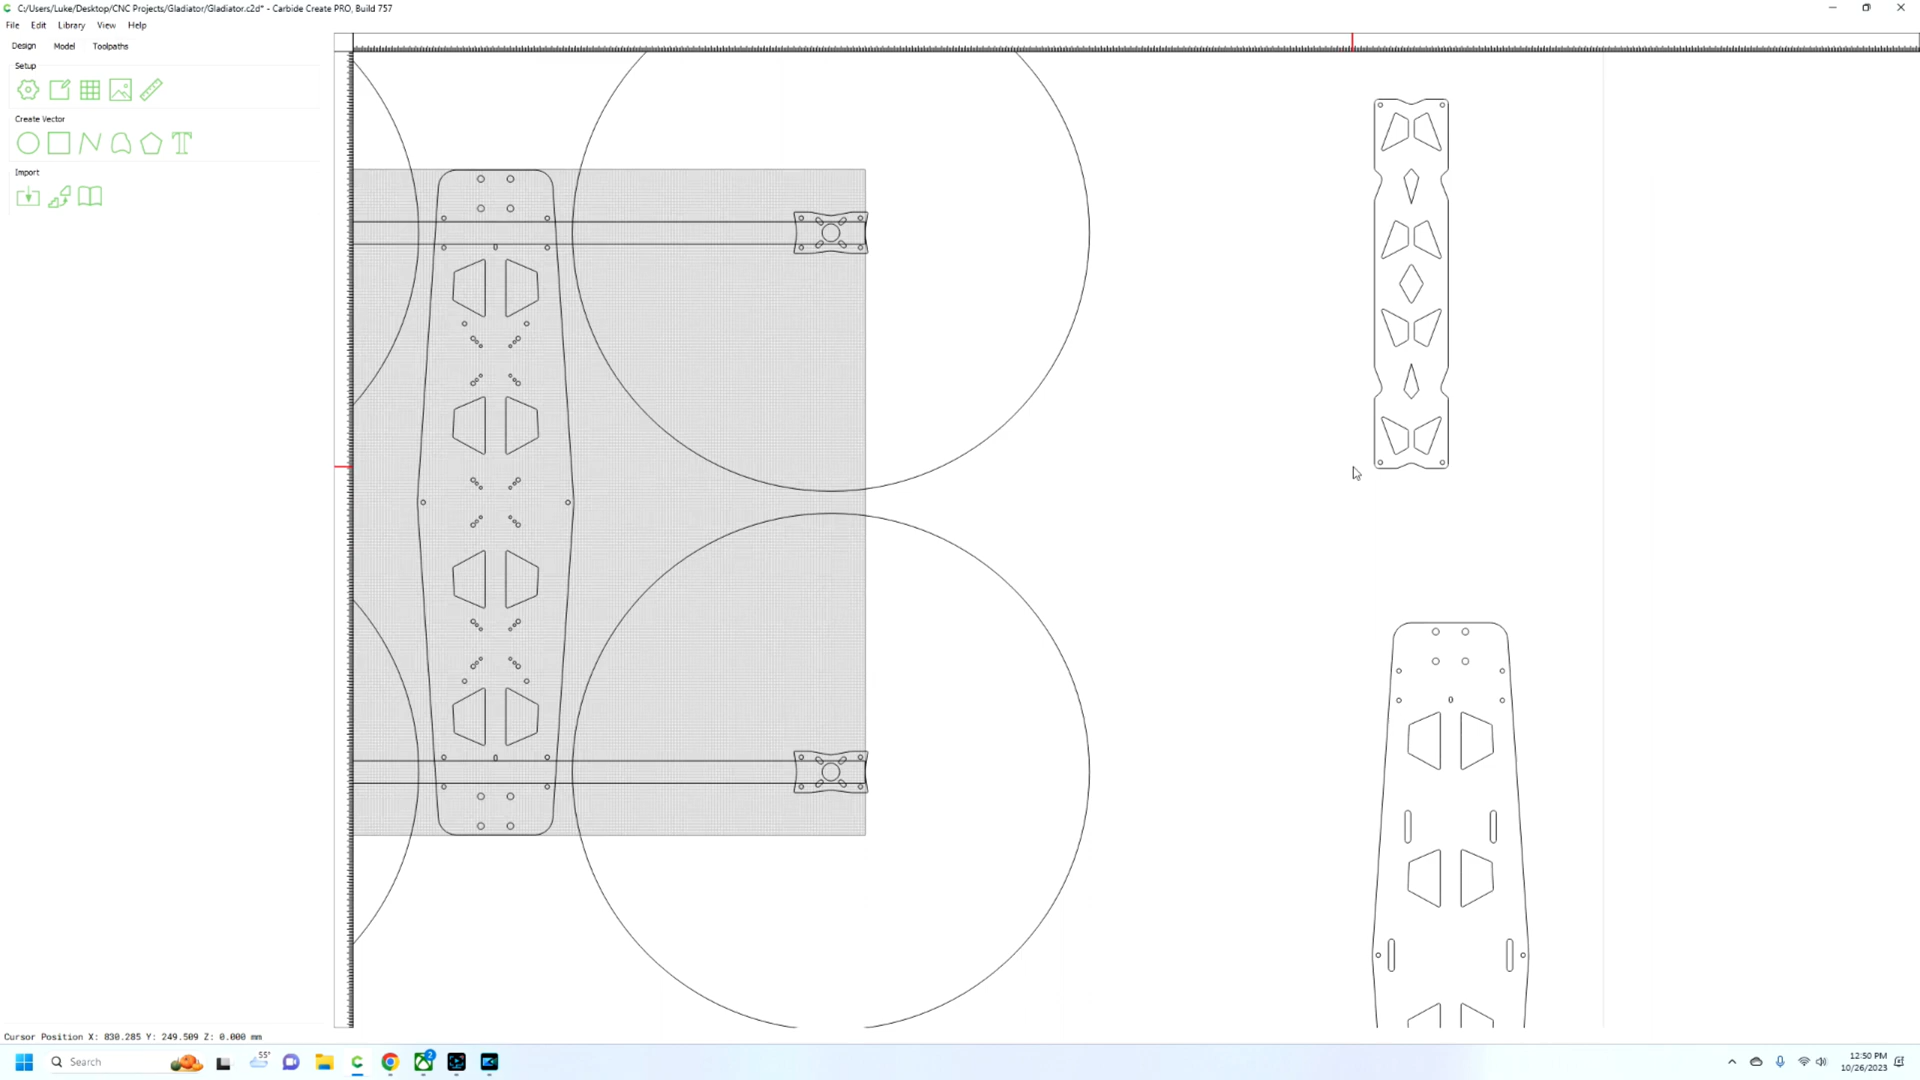 C:/Users/Luke/Desktop/CNC Projects/Gladiator/Gladiator.c2d* - Carbide Create PRO, Build 757
File Edit Library View Help
Design Model Toolpaths
Setup
Create Vector
T
Import
Cursor Position X: 830.285 Y: 249.509 Z: 0.000 mm
Search
55°
2
12:50 PM
10/26/2023